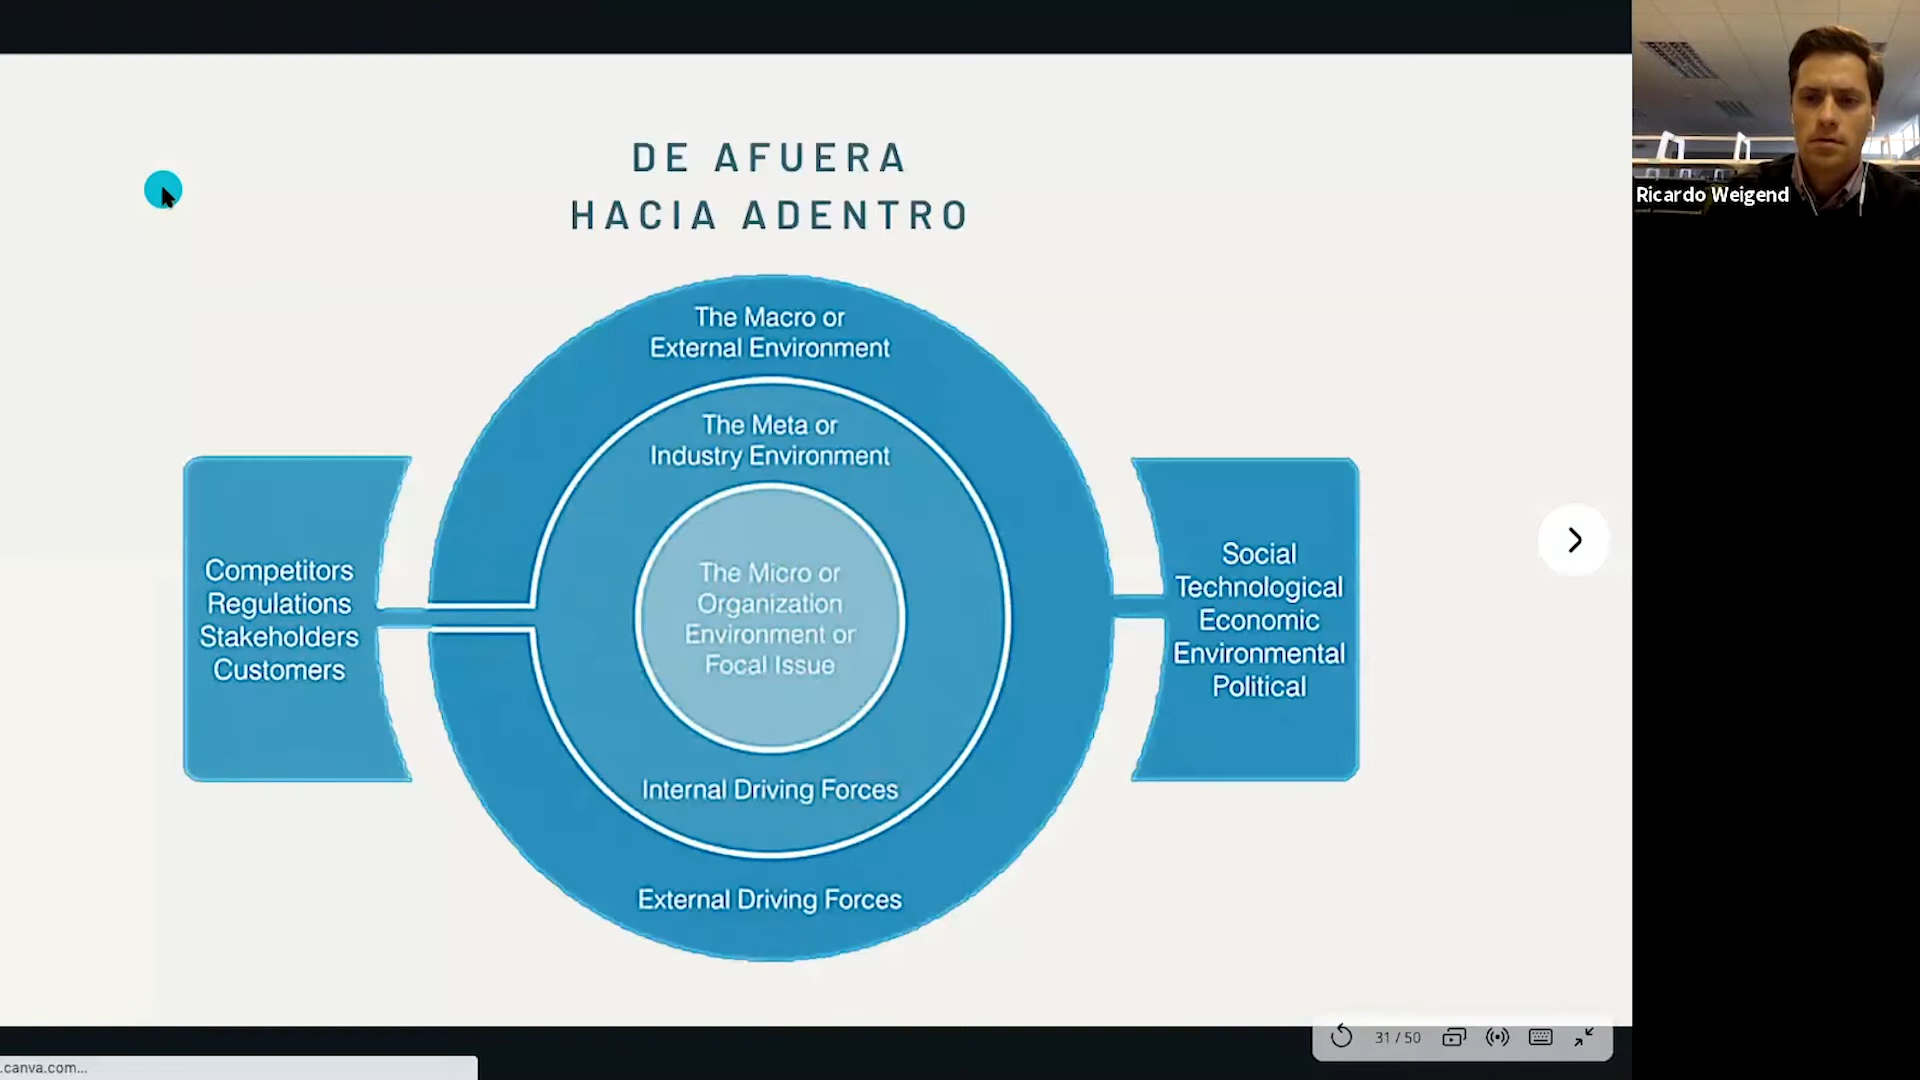 DE AFUERA
HACIA ADENTRO
The Macro or
External Environment
The Meta or
Industry Environment
The Micro or
Organization
Environment or
Focal Issue
Internal Driving Forces
External Driving Forces
Competitors
Regulations
Stakeholders
Customers
Social
Technological
Economic
Environmental
Political
Ricardo Weigend
31 / 50
.canva.com...